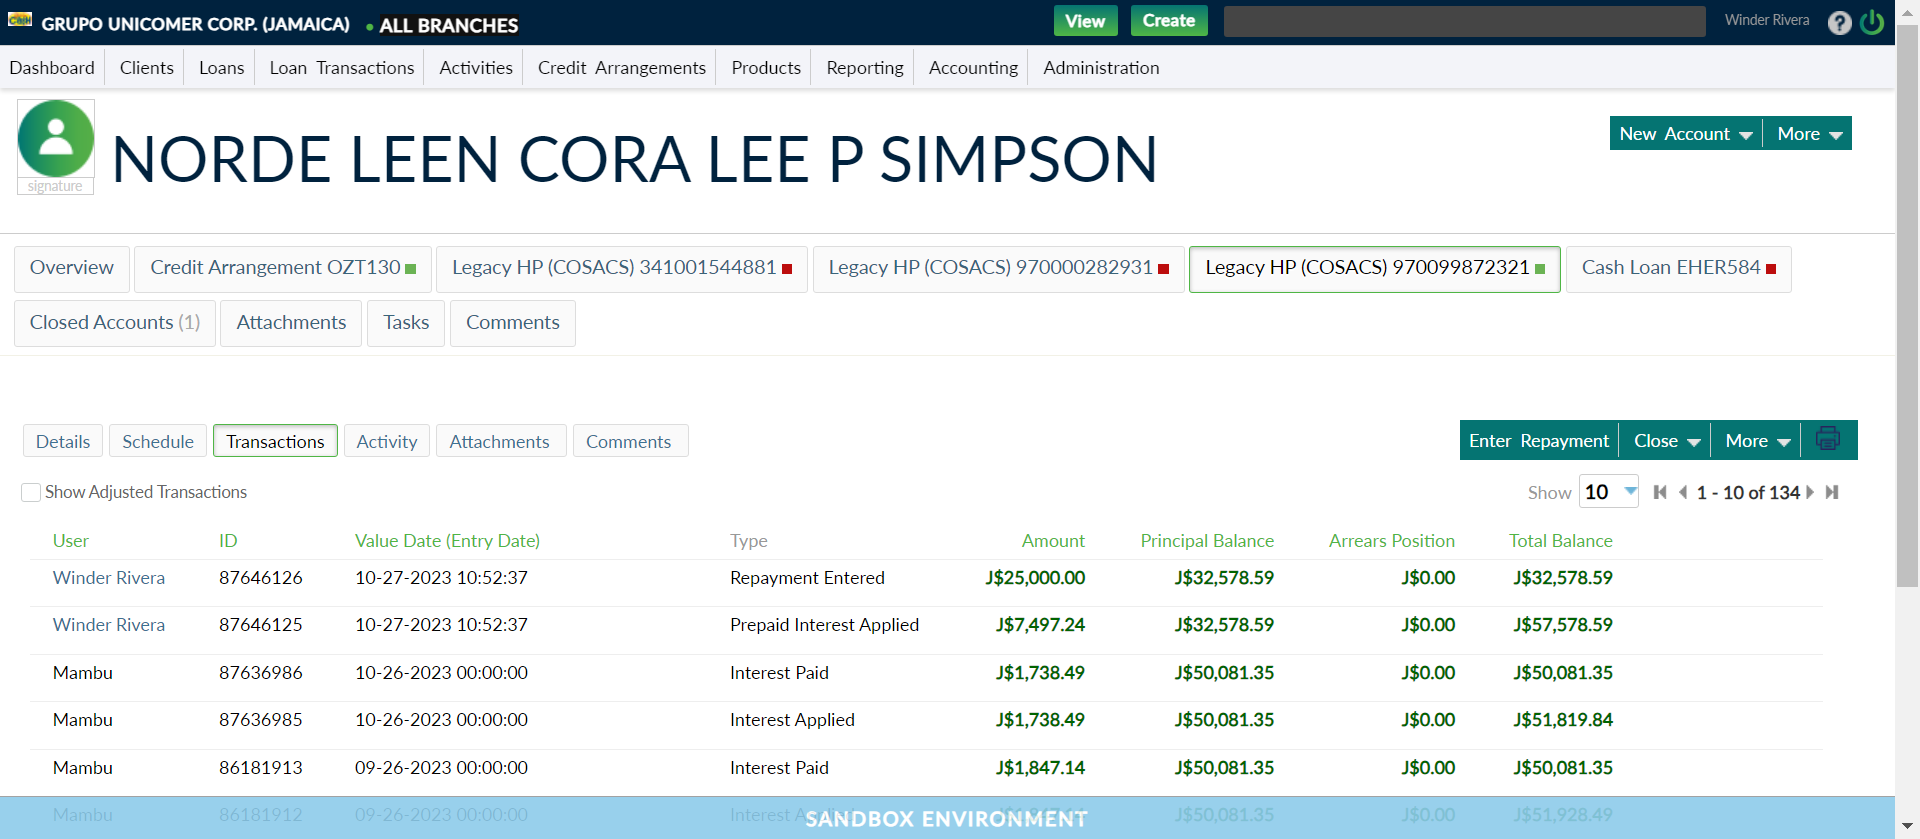 CasH GRUPO UNICOMER CORP. (JAMAICA) • ALL BRANCHES View Create Winder Rivera ?
Dashboard Clients Loans Loan Transactions Activities Credit Arrangements Products Reporting Accounting Administration
NORDE LEEN CORA LEE P SIMPSON
signature
New Account More
Overview Credit Arrangement OZT130 Legacy HP (COSACS) 341001544881 Legacy HP (COSACS) 970000282931 Legacy HP (COSACS) 970099872321 Cash Loan EHER584
Closed Accounts (1) Attachments Tasks Comments
Details Schedule Transactions Activity Attachments Comments Enter Repayment Close More
Show Adjusted Transactions Show 10 1 - 10 of 134
User ID Value Date (Entry Date) Type Amount Principal Balance Arrears Position Total Balance
Winder Rivera 87646126 10-27-2023 10:52:37 Repayment Entered J$25,000.00 J$32,578.59 J$0.00 J$32,578.59
Winder Rivera 87646125 10-27-2023 10:52:37 Prepaid Interest Applied J$7,497.24 J$32,578.59 J$0.00 J$57,578.59
Mambu 87636986 10-26-2023 00:00:00 Interest Paid J$1,738.49 J$50,081.35 J$0.00 J$50,081.35
Mambu 87636985 10-26-2023 00:00:00 Interest Applied J$1,738.49 J$50,081.35 J$0.00 J$51,819.84
Mambu 86181913 09-26-2023 00:00:00 Interest Paid J$1,847.14 J$50,081.35 J$0.00 J$50,081.35
Mambu 86181912 09-26-2023 00:00:00 Interest Applied J$1,847.14 J$50,081.35 J$0.00 J$51,928.49
SANDBOX ENVIRONMENT